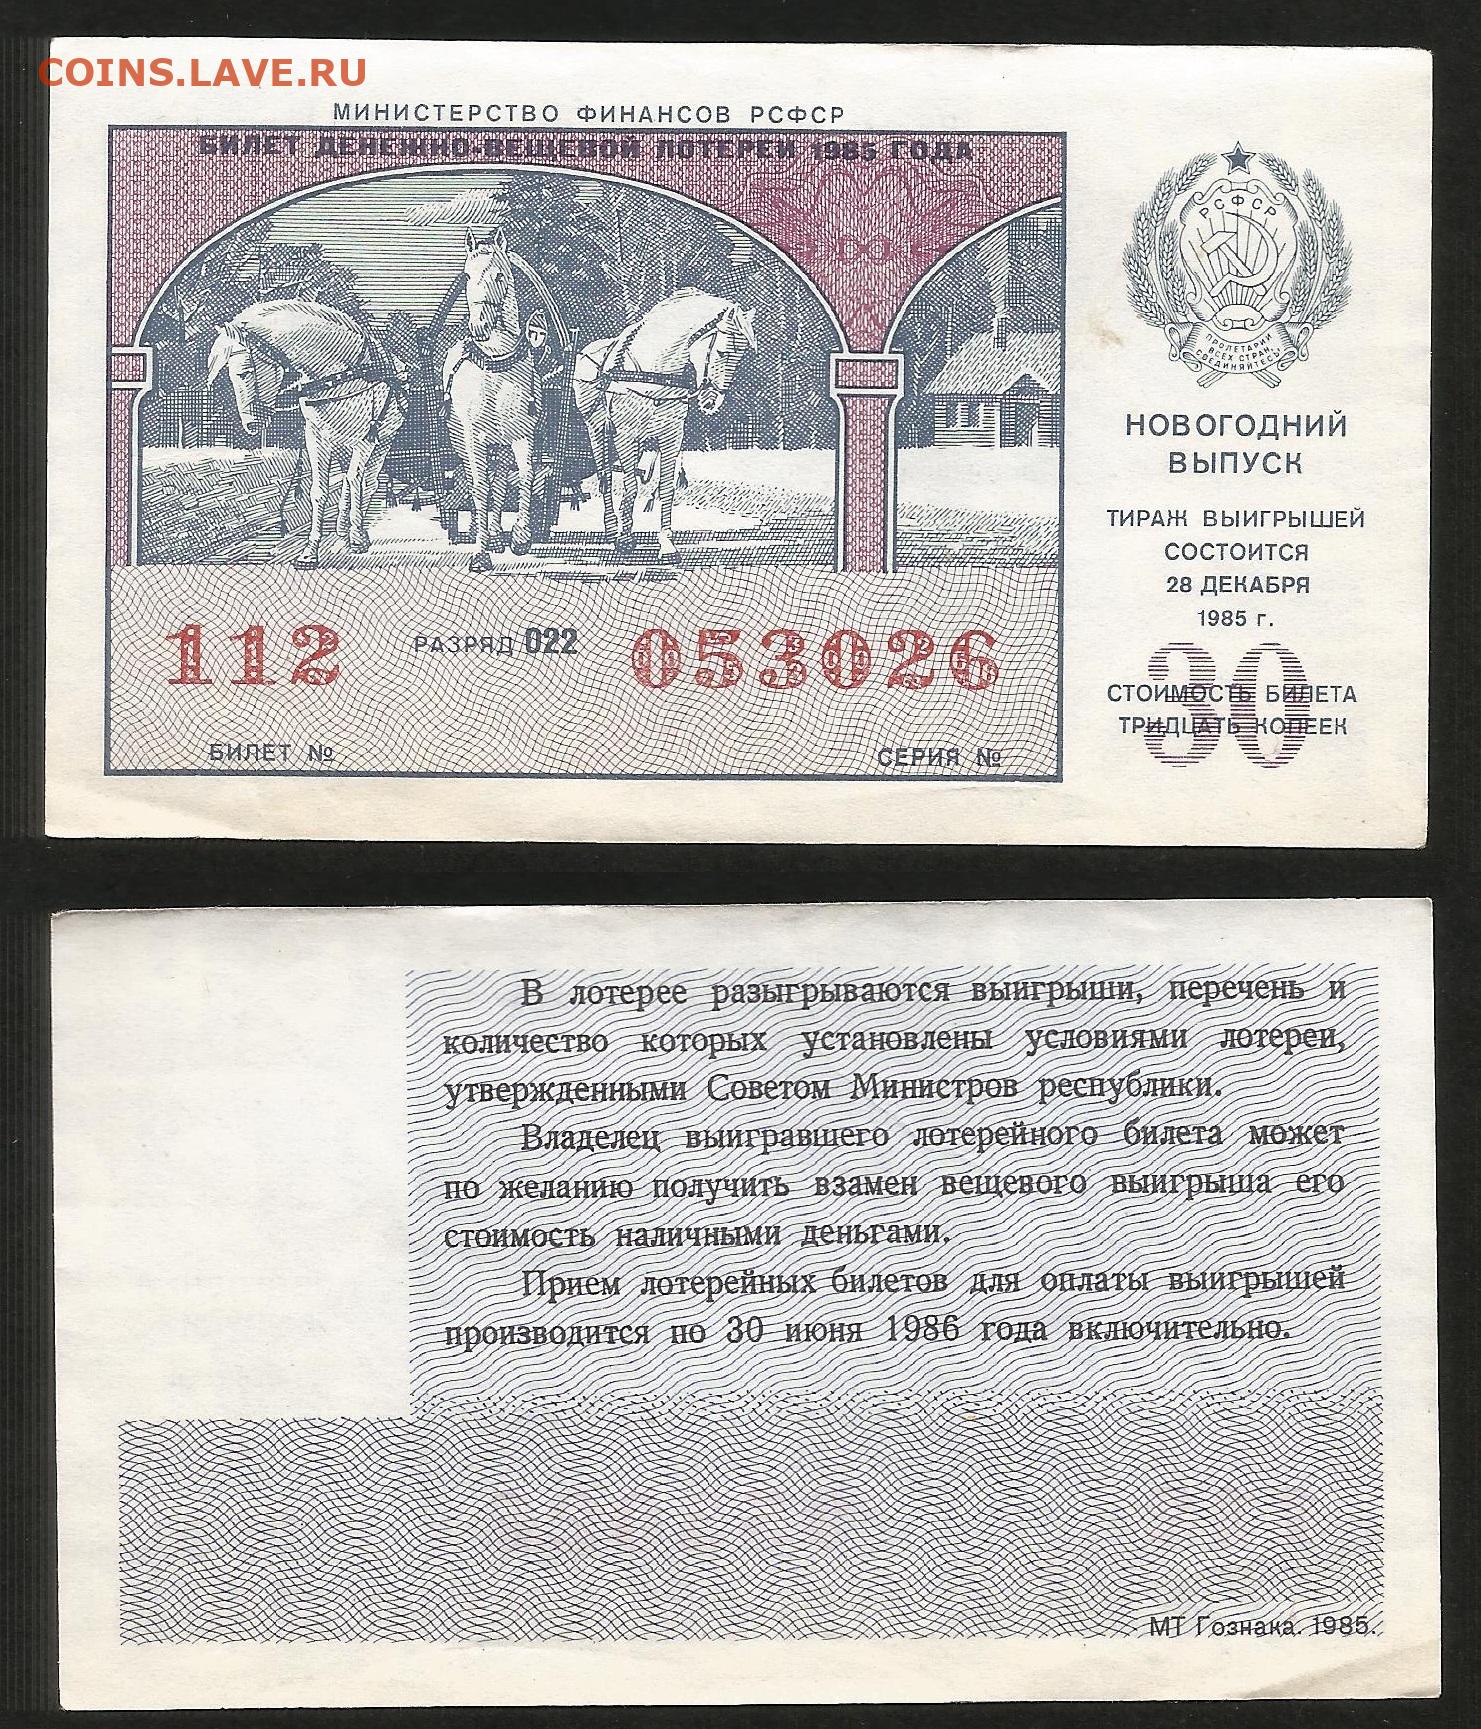 COINS.LAVE.RU
МИНИСТЕРСТВО ФИНАНСОВ РСФСР
БИЛЕТ ДЕНЕЖНО-ВЕЩЕВОЙ ЛОТЕРЕИ 1985 ГОДА
РСФСР
ПРОЛЕТАРИИ
ВСЕХ СТРАН,
СОЕДИНЯЙТЕСЬ!
НОВОГОДНИЙ
ВЫПУСК
ТИРАЖ ВЫИГРЫШЕЙ
СОСТОИТСЯ
28 ДЕКАБРЯ
1985 г.
30
СТОИМОСТЬ БИЛЕТА
ТРИДЦАТЬ КОПЕЕК
112 РАЗРЯД 022 053026
БИЛЕТ № СЕРИЯ №
В лотерее разыгрываются выигрыши, перечень и
количество которых установлены условиями лотереи,
утвержденными Советом Министров республики.
Владелец выигравшего лотерейного билета может
по желанию получить взамен вещевого выигрыша его
стоимость наличными деньгами.
Прием лотерейных билетов для оплаты выигрышей
производится по 30 июня 1986 года включительно.
МТ Гознака. 1985.